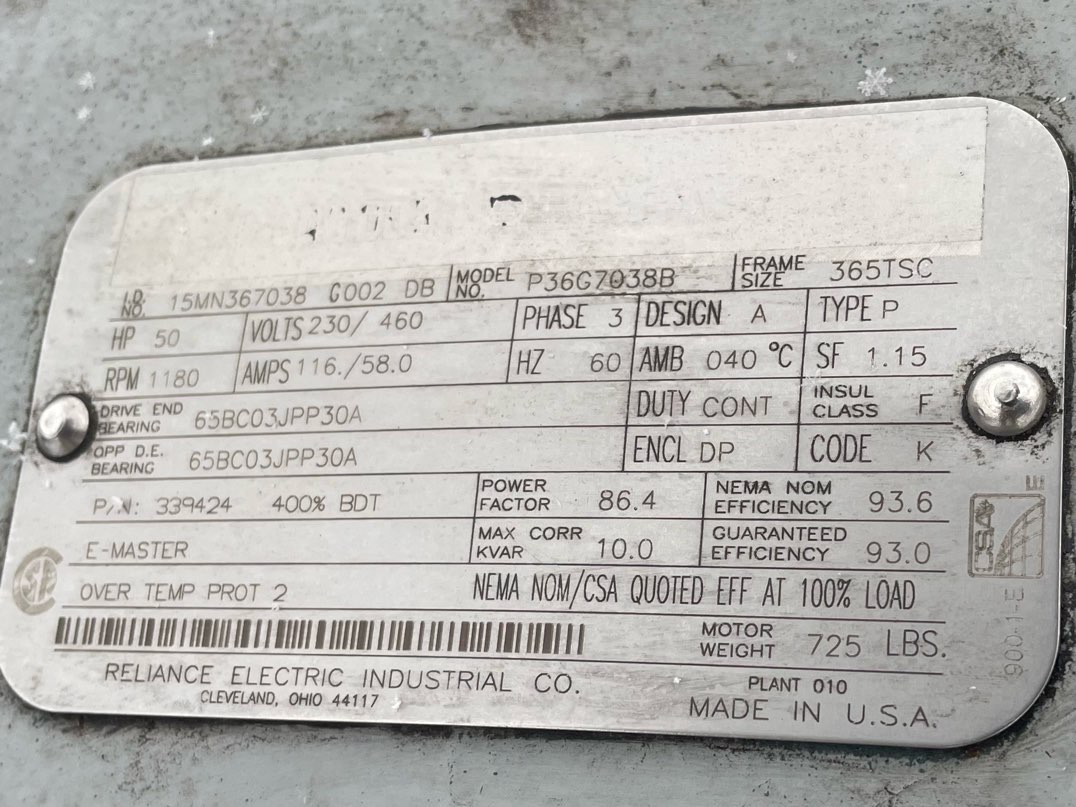 I.D. NO. 15MN367038 G002 DB MODEL NO. P36G7038B FRAME SIZE 365TSC
HP 50 VOLTS 230/ 460 PHASE 3 DESIGN A TYPE P
RPM 1180 AMPS 116./58.0 HZ 60 AMB 040 °C SF 1.15
DRIVE END BEARING 65BC03JPP30A DUTY CONT INSUL CLASS F
OPP D.E. BEARING 65BC03JPP30A ENCL DP CODE K
P/N: 339424 400% BDT POWER FACTOR 86.4 NEMA NOM EFFICIENCY 93.6
E-MASTER MAX CORR KVAR 10.0 GUARANTEED EFFICIENCY 93.0
OVER TEMP PROT 2 NEMA NOM/CSA QUOTED EFF AT 100% LOAD
MOTOR WEIGHT 725 LBS.
RELIANCE ELECTRIC INDUSTRIAL CO. PLANT 010
CLEVELAND, OHIO 44117 MADE IN U.S.A.
CSA
E